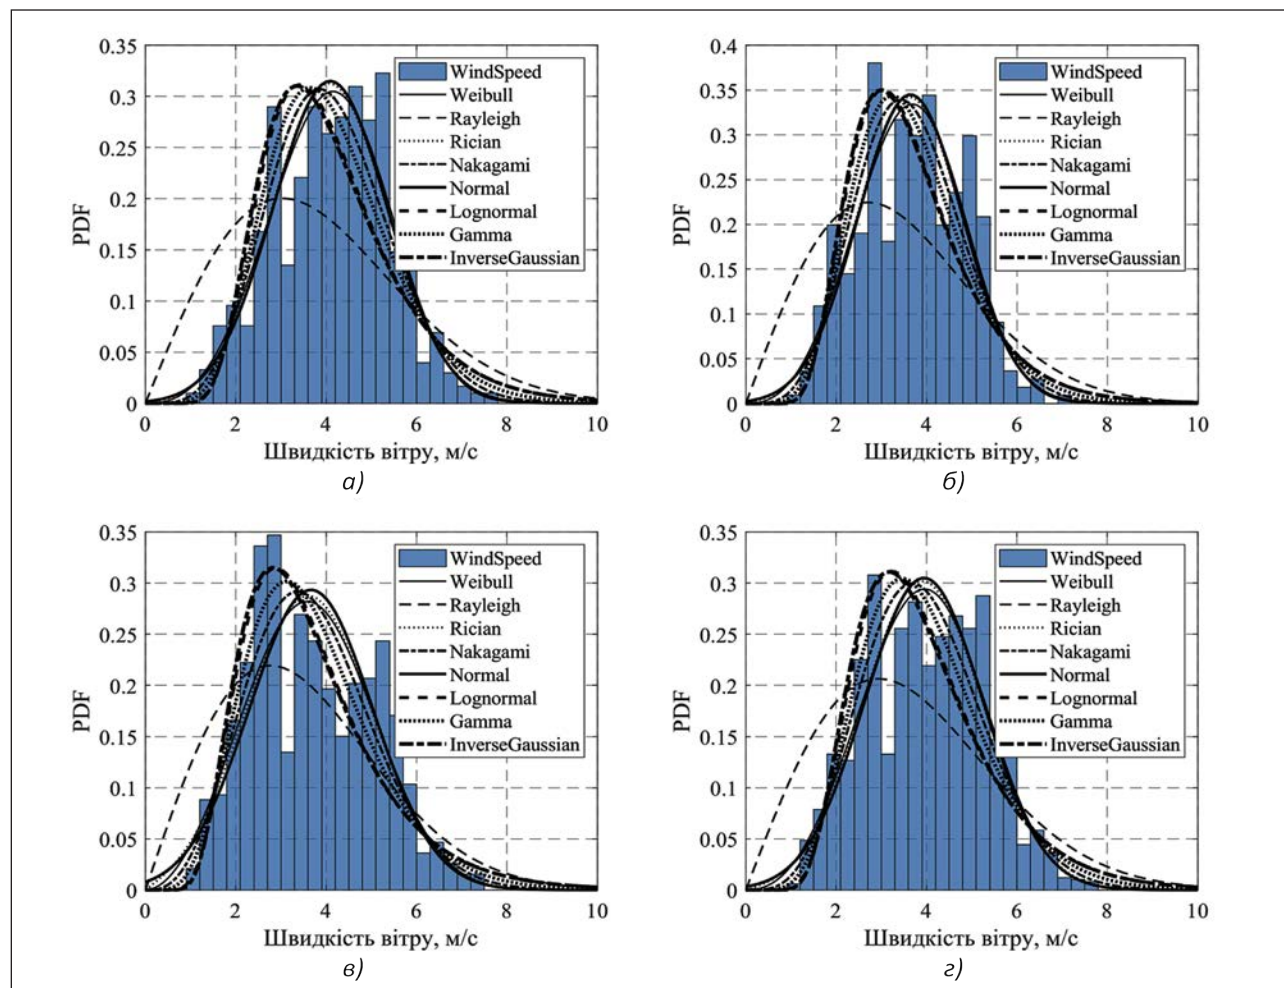 0.35
0.3
0.25
0.2
0.15
0.1
0.05
0
PDF
0 2 4 6 8 10
Швидкість вітру, м/с
а)
WindSpeed
Weibull
Rayleigh
Rician
Nakagami
Normal
Lognormal
Gamma
InverseGaussian
0.4
0.35
0.3
0.25
0.2
0.15
0.1
0.05
0
PDF
0 2 4 6 8 10
Швидкість вітру, м/с
б)
WindSpeed
Weibull
Rayleigh
Rician
Nakagami
Normal
Lognormal
Gamma
InverseGaussian
0.35
0.3
0.25
0.2
0.15
0.1
0.05
0
PDF
0 2 4 6 8 10
Швидкість вітру, м/с
в)
WindSpeed
Weibull
Rayleigh
Rician
Nakagami
Normal
Lognormal
Gamma
InverseGaussian
0.35
0.3
0.25
0.2
0.15
0.1
0.05
0
PDF
0 2 4 6 8 10
Швидкість вітру, м/с
г)
WindSpeed
Weibull
Rayleigh
Rician
Nakagami
Normal
Lognormal
Gamma
InverseGaussian